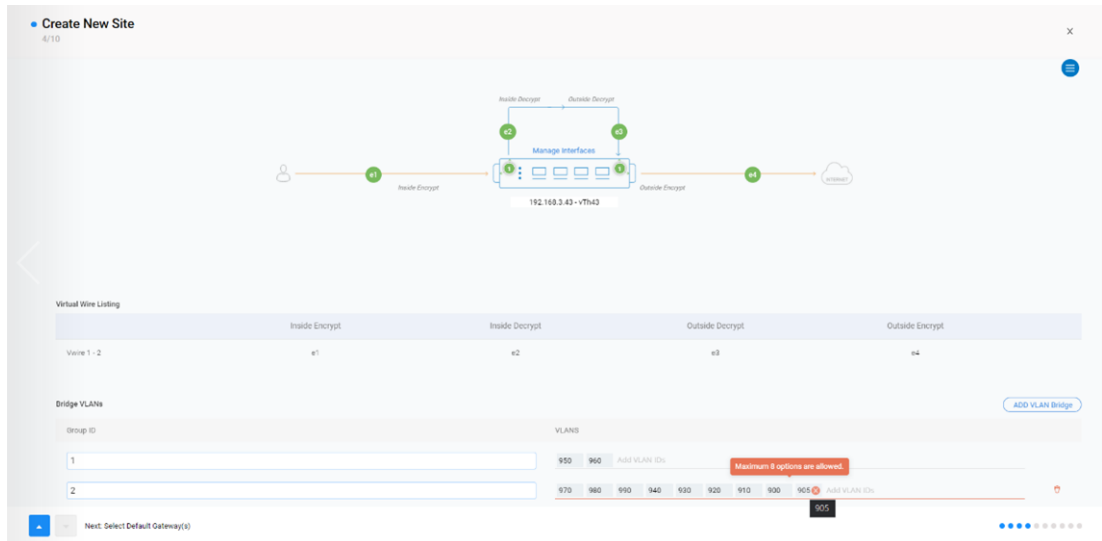 Create New Site
4/10
X
Inside Decrypt Outside Decrypt
e2 e3
Manage Interfaces
e1 1 1 e4 INTERNET
Inside Encrypt Outside Encrypt
192.168.3.43 - vTh43
Virtual Wire Listing
Inside Encrypt Inside Decrypt Outside Decrypt Outside Encrypt
Vwire 1 - 2 e1 e2 e3 e4
Bridge VLANs ADD VLAN Bridge
Group ID VLANS
1 950 960 Add VLAN IDs
Maximum 8 options are allowed.
2 970 980 990 940 930 920 910 900 905 Add VLAN IDs
905
Next: Select Default Gateway(s)